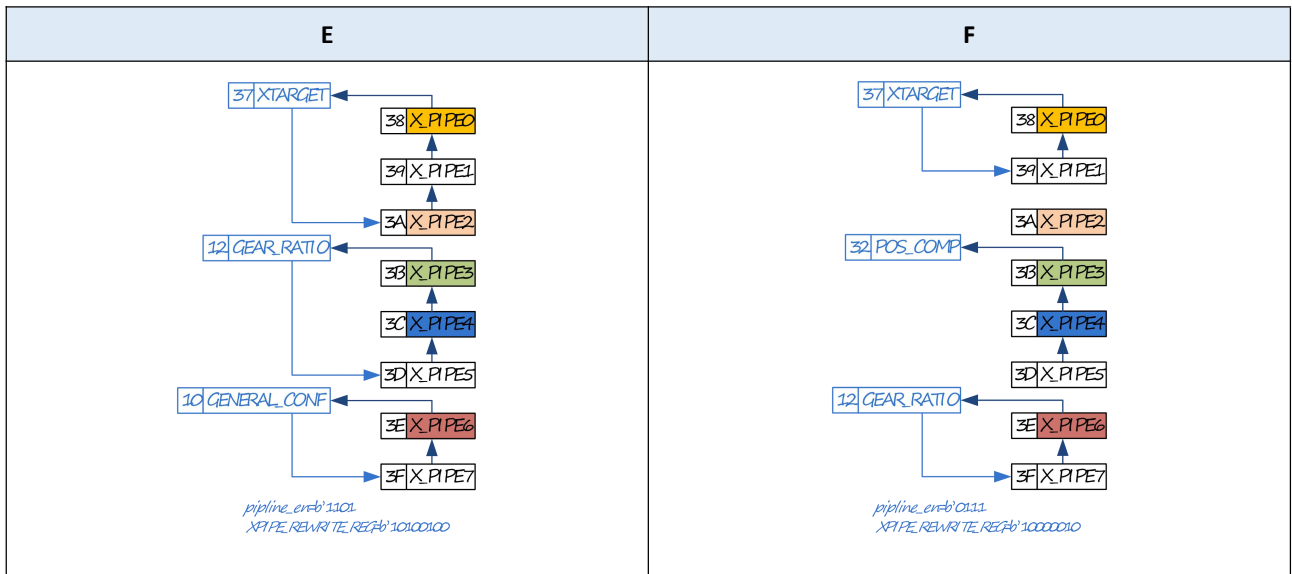 E
F
37 XTARGET
38 X_PIPE0
39 X_PIPE1
3A X_PIPE2
12 GEAR_RATIO
3B X_PIPE3
3C X_PIPE4
3D X_PIPE5
10 GENERAL_CONF
3E X_PIPE6
3F X_PIPE7
pipline_en=b'1101
XPIPE_REWRITE_REG=b'10100100
37 XTARGET
38 X_PIPE0
39 X_PIPE1
3A X_PIPE2
32 POS_COMP
3B X_PIPE3
3C X_PIPE4
3D X_PIPE5
12 GEAR_RATIO
3E X_PIPE6
3F X_PIPE7
pipline_en=b'0111
XPIPE_REWRITE_REG=b'10000010